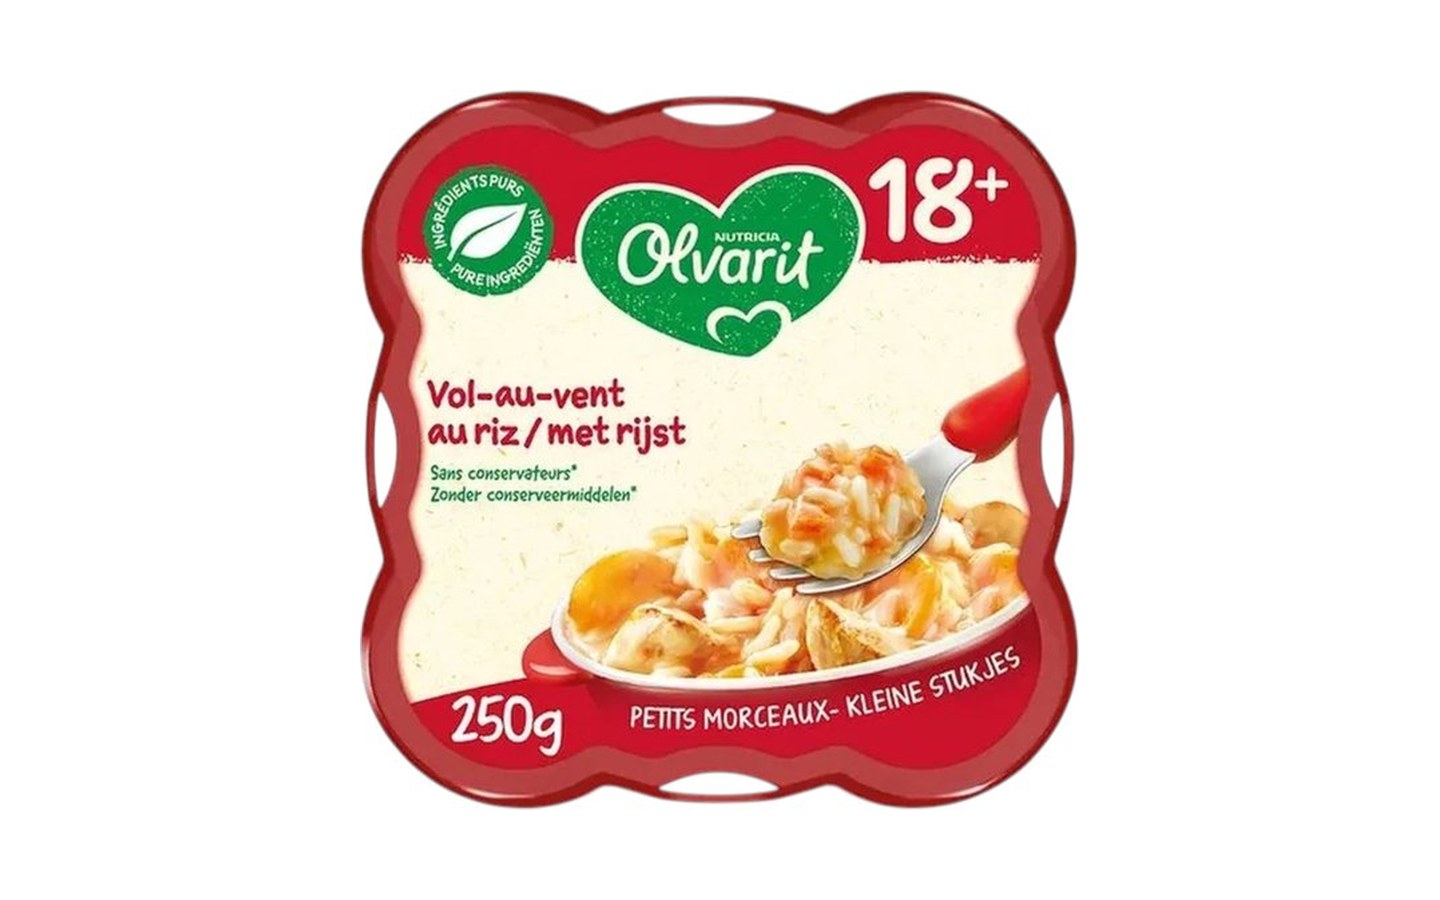 INGRÉDIENTS PURS
PURE INGREDIËNTEN
NUTRICIA
Olvarit
18+
Vol-au-vent
au riz / met rijst
Sans conservateurs*
Zonder conserveermiddelen*
250g
PETITS MORCEAUX- KLEINE STUKJES